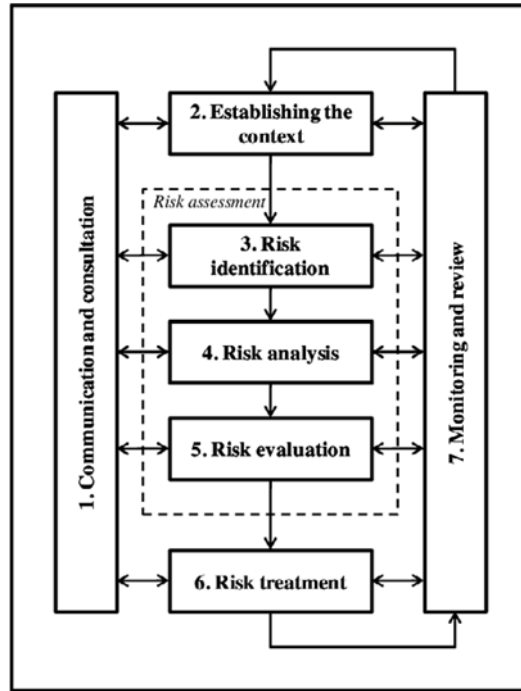 1. Communication and consultation
2. Establishing the
context
Risk assessment
3. Risk
identification
4. Risk analysis
5. Risk evaluation
6. Risk treatment
7. Monitoring and review